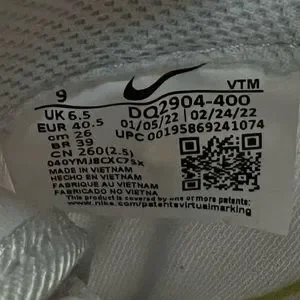 9 VTM
UK 6.5 DQ2904-400
EUR 40.5 01/05/22 02/24/22
cm 26 UPC 00195869241074
BR 39
CN 260(2.5)
040YMJ8CXC75X
MADE IN VIETNAM
HECHO EN VIETNAM
FABRIQUE AU VIETNAM
FABRICADO NO VIETNA
This product is covered by one or more of
www.nike.com/patentsvirtualmarking